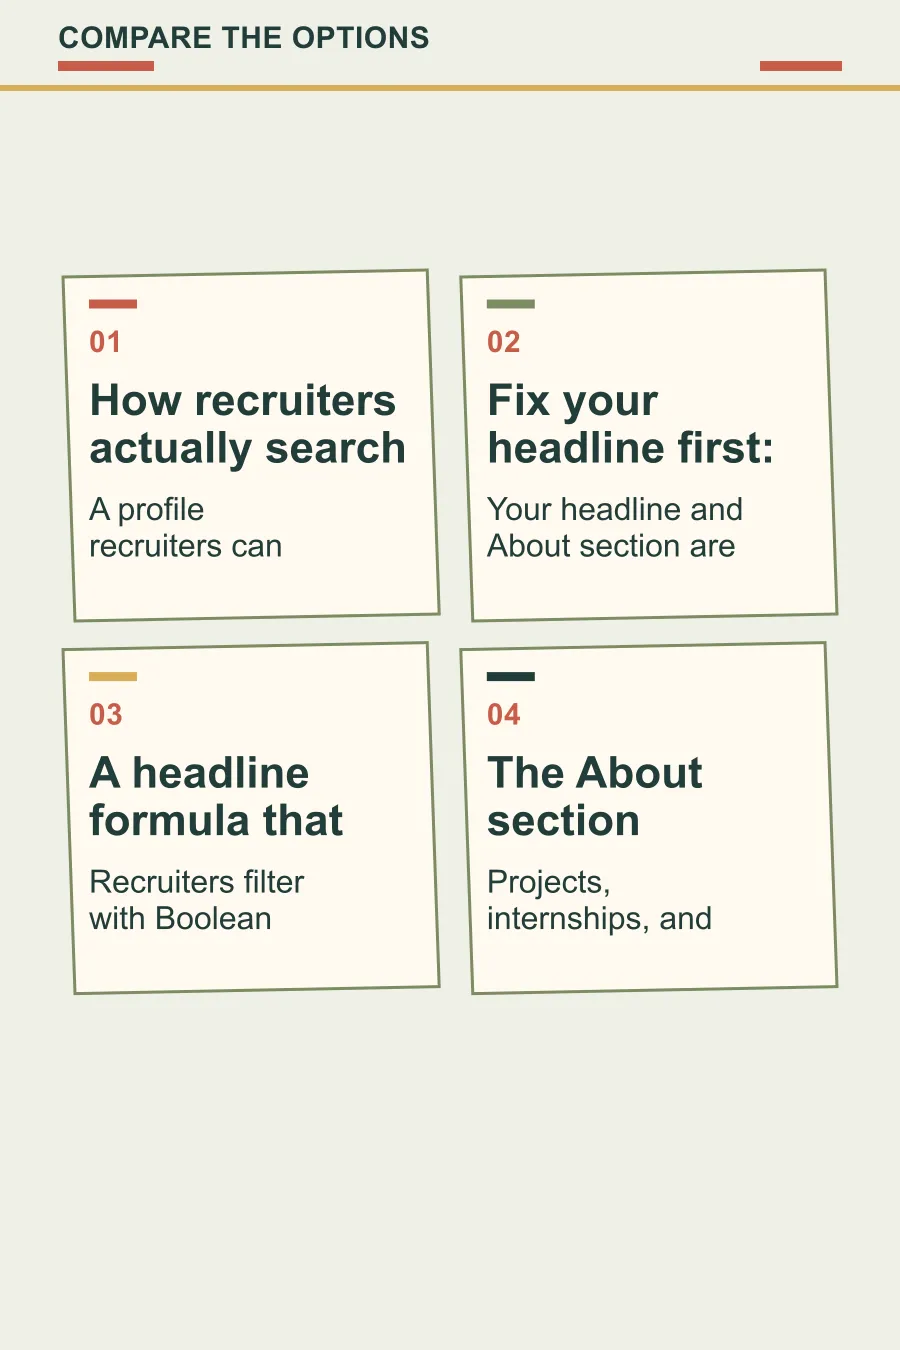 COMPARE THE OPTIONS
01
How recruiters
actually search
A profile
recruiters can
02
Fix your
headline first:
Your headline and
About section are
03
A headline
formula that
Recruiters filter
with Boolean
04
The About
section
Projects,
internships, and